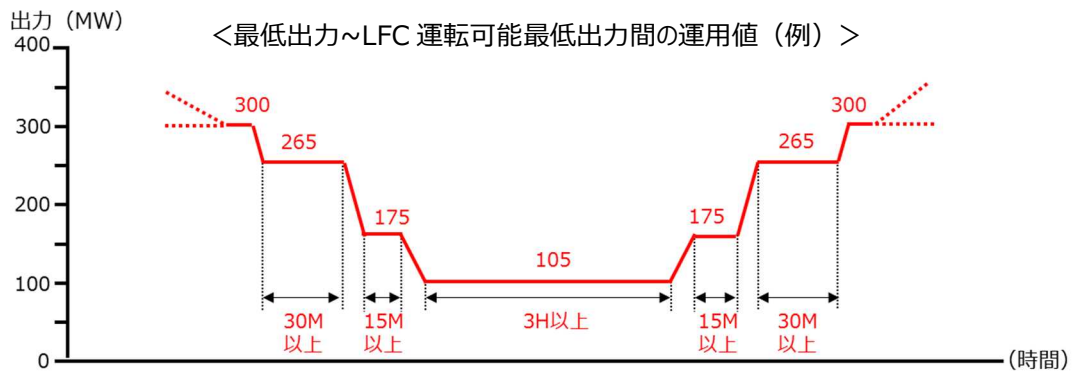 出力（MW）
＜最低出力~LFC 運転可能最低出力間の運用値（例）＞
400
300
200
100
0
300
265
175
105
175
265
300
30M
以上
15M
以上
3H以上
15M
以上
30M
以上
(時間)